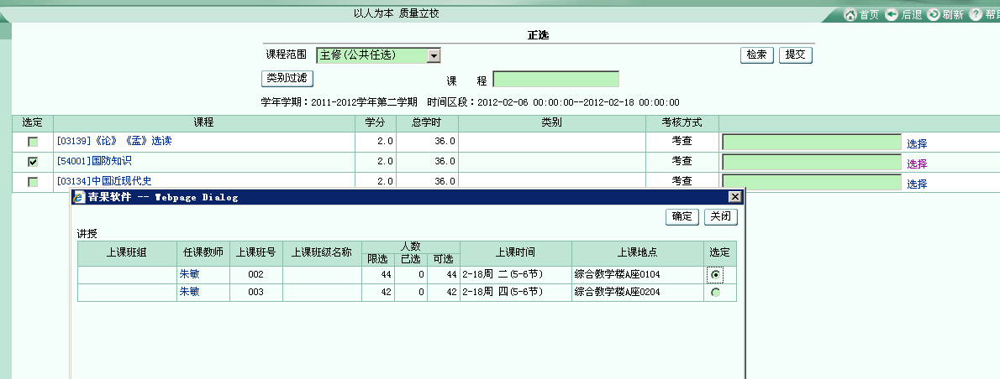 以人为本 质量立校
首页 后退 刷新 帮
正选
课程范围 主修(公共任选) 检索 提交
类别过滤 课 程
学年学期：2011-2012学年第二学期 时间区段：2012-02-06 00:00:00--2012-02-18 00:00:00
选定 课程 学分 总学时 类别 考核方式
[03139]《论》《孟》选读 2.0 36.0 考查 选择
[54001]国防知识 2.0 36.0 考查 选择
[03134]中国近现代史 2.0 36.0 考查 选择
青果软件 -- Webpage Dialog
确定 关闭
讲授
上课班组 任课教师 上课班号 上课班级名称 人数 上课时间 上课地点 选定
限选 已选 可选
朱敏 002 44 0 44 2-18周 二(5-6节) 综合教学楼A座0104
朱敏 003 42 0 42 2-18周 四(5-6节) 综合教学楼A座0204